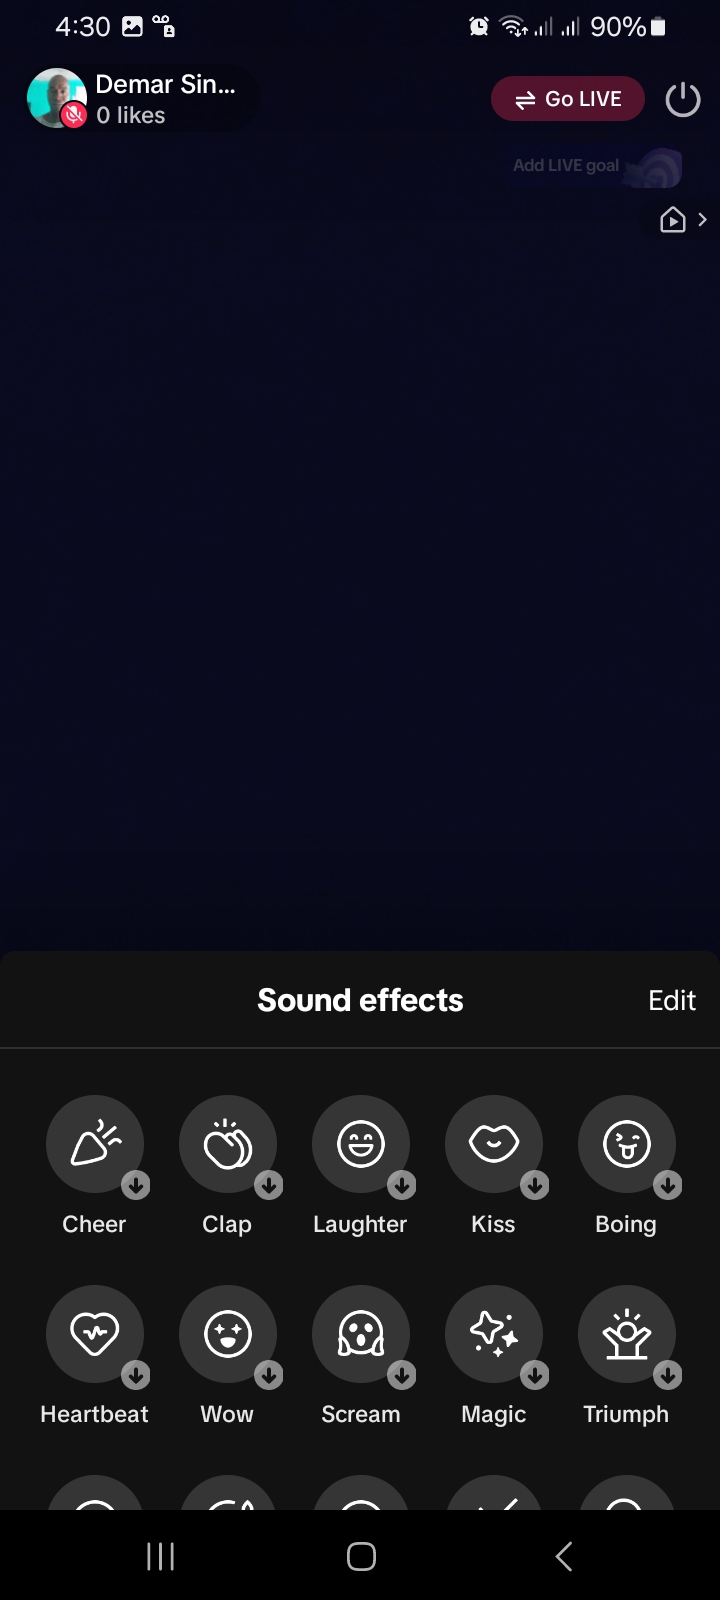 4:30
90%
Demar Sin...
0 likes
Go LIVE
Add LIVE goal
Sound effects
Edit
Cheer
Clap
Laughter
Kiss
Boing
Heartbeat
Wow
Scream
Magic
Triumph